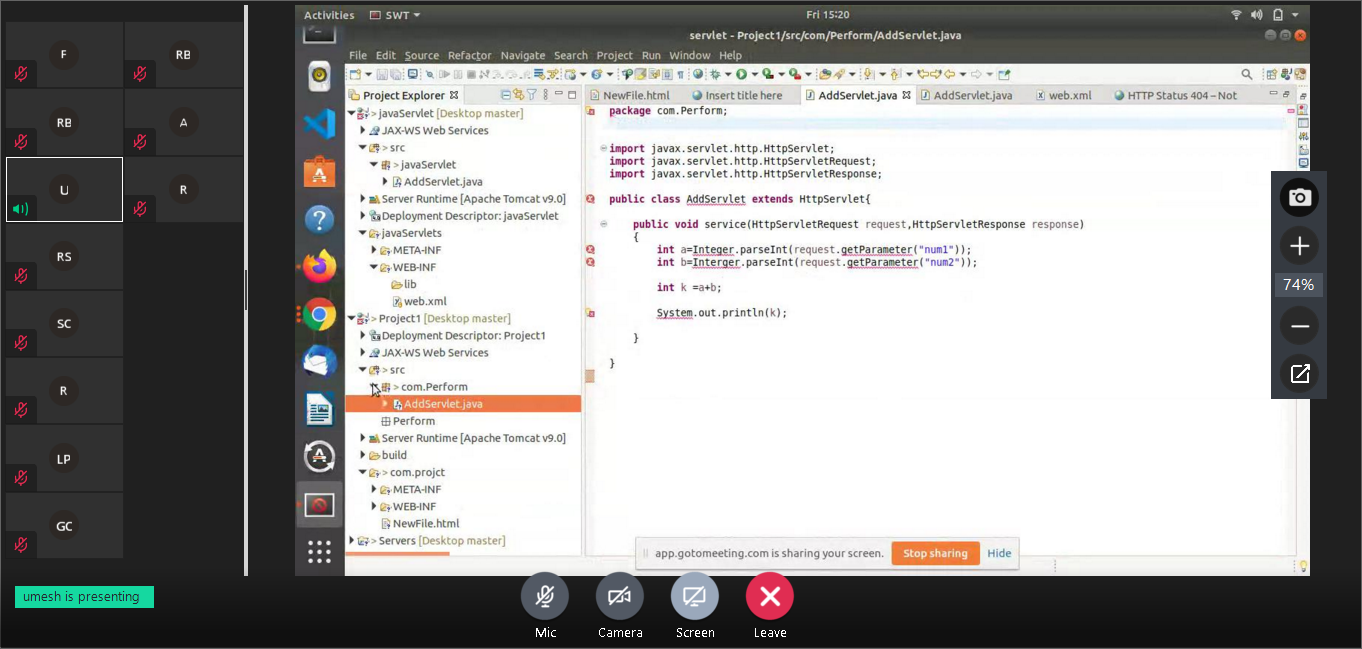 Activities SWT Fri 15:20
servlet - Project1/src/com/Perform/AddServlet.java
File Edit Source Refactor Navigate Search Project Run Window Help
Project Explorer
NewFile.html Insert title here AddServlet.java AddServlet.java web.xml HTTP Status 404 – Not
> javaServlet [Desktop master]
JAX-WS Web Services
> src
> javaServlet
AddServlet.java
Server Runtime [Apache Tomcat v9.0]
Deployment Descriptor: javaServlet
javaServlets
META-INF
WEB-INF
lib
web.xml
> Project1 [Desktop master]
Deployment Descriptor: Project1
JAX-WS Web Services
> src
> com.Perform
AddServlet.java
Perform
Server Runtime [Apache Tomcat v9.0]
build
> com.projct
META-INF
WEB-INF
NewFile.html
> Servers [Desktop master]
package com.Perform;
import javax.servlet.http.HttpServlet;
import javax.servlet.http.HttpServletRequest;
import javax.servlet.http.HttpServletResponse;
public class AddServlet extends HttpServlet{
public void service(HttpServletRequest request,HttpServletResponse response)
{
int a=Integer.parseInt(request.getParameter("num1"));
int b=Interger.parseInt(request.getParameter("num2"));
int k =a+b;
System.out.println(k);
}
}
app.gotomeeting.com is sharing your screen. Stop sharing Hide
F RB
RB A
U R
RS
SC
R
LP
GC
74%
umesh is presenting
Mic Camera Screen Leave